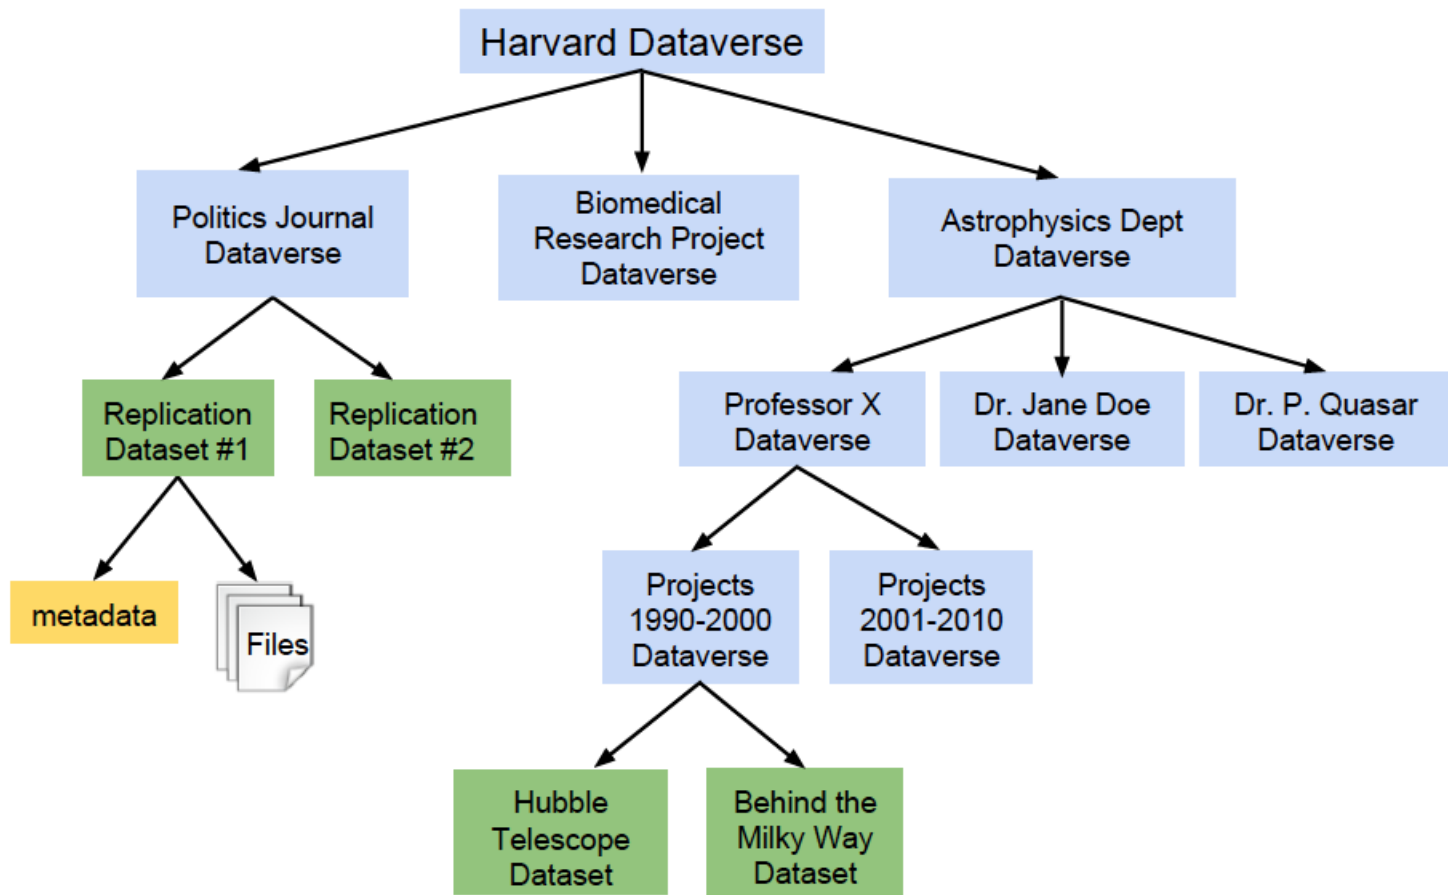 Harvard Dataverse
Politics Journal
Dataverse
Biomedical
Research Project
Dataverse
Astrophysics Dept
Dataverse
Replication
Dataset #1
Replication
Dataset #2
Professor X
Dataverse
Dr. Jane Doe
Dataverse
Dr. P. Quasar
Dataverse
metadata
Files
Projects
1990-2000
Dataverse
Projects
2001-2010
Dataverse
Hubble
Telescope
Dataset
Behind the
Milky Way
Dataset